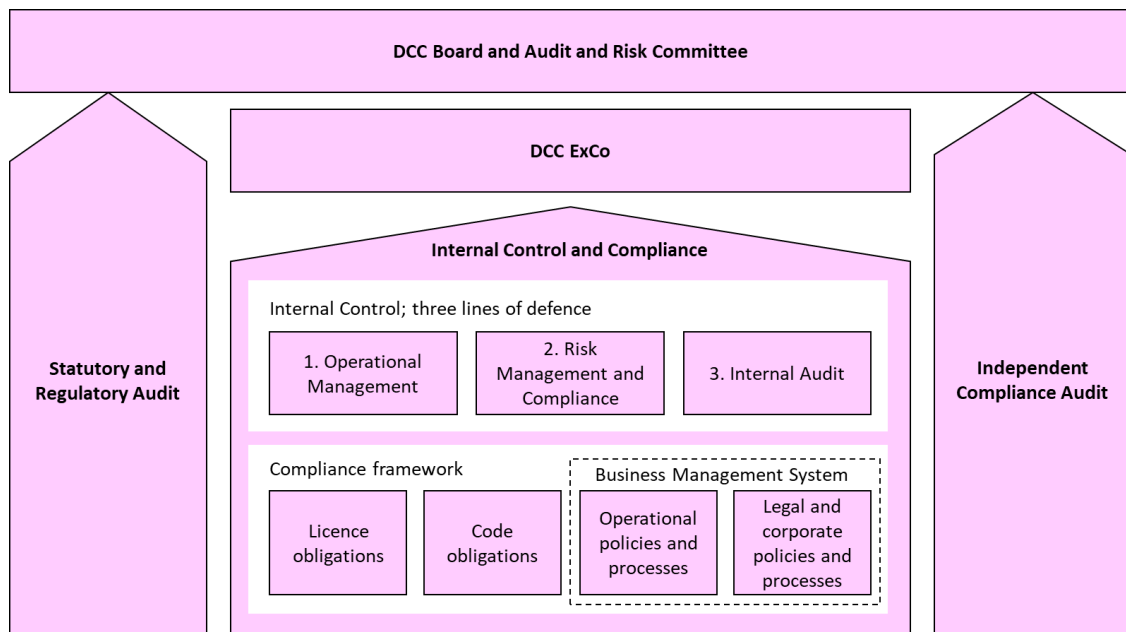 DCC Board and Audit and Risk Committee
DCC ExCo
Internal Control and Compliance
Internal Control; three lines of defence
1. Operational
Management
2. Risk
Management and
Compliance
3. Internal Audit
Statutory and
Regulatory Audit
Independent
Compliance Audit
Compliance framework
Business Management System
Licence
obligations
Code
obligations
Operational
policies and
processes
Legal and
corporate
policies and
processes